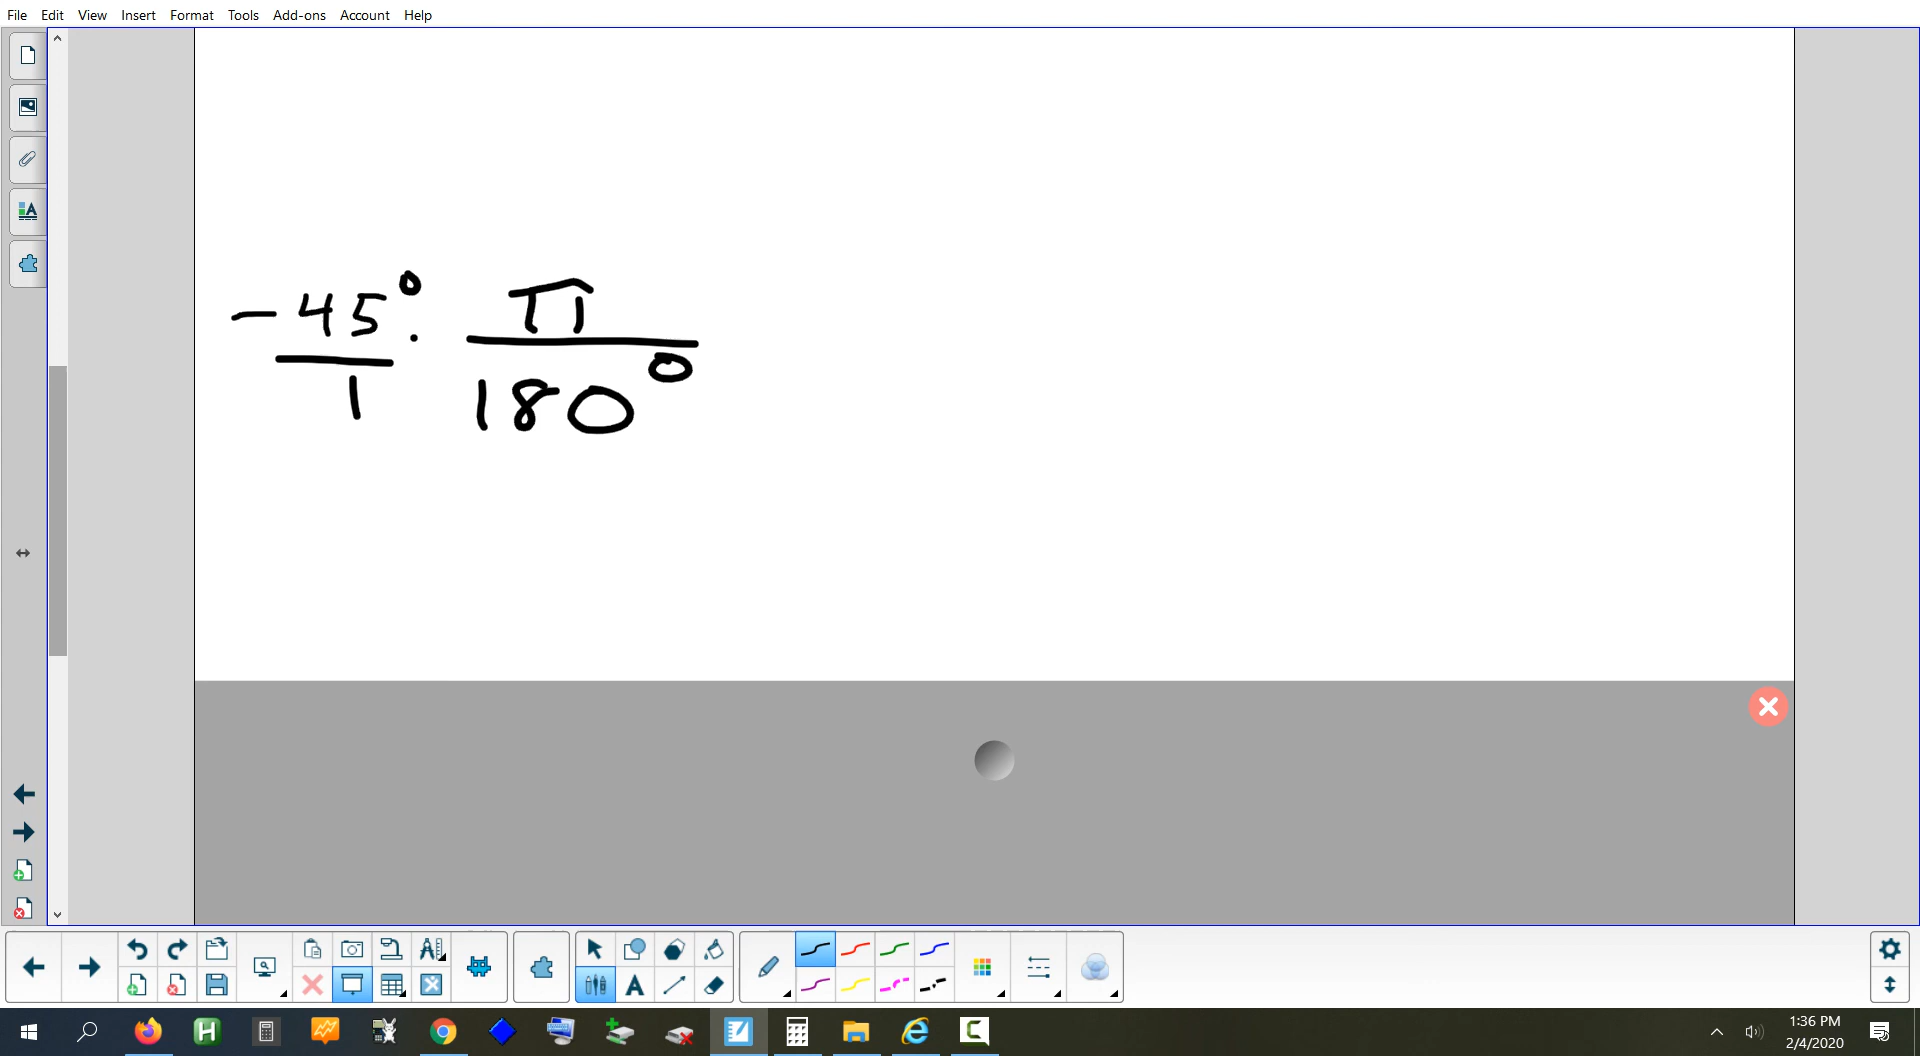 File Edit View Insert Format Tools Add-ons Account Help
-45° · π
1 180°
1:36 PM
2/4/2020